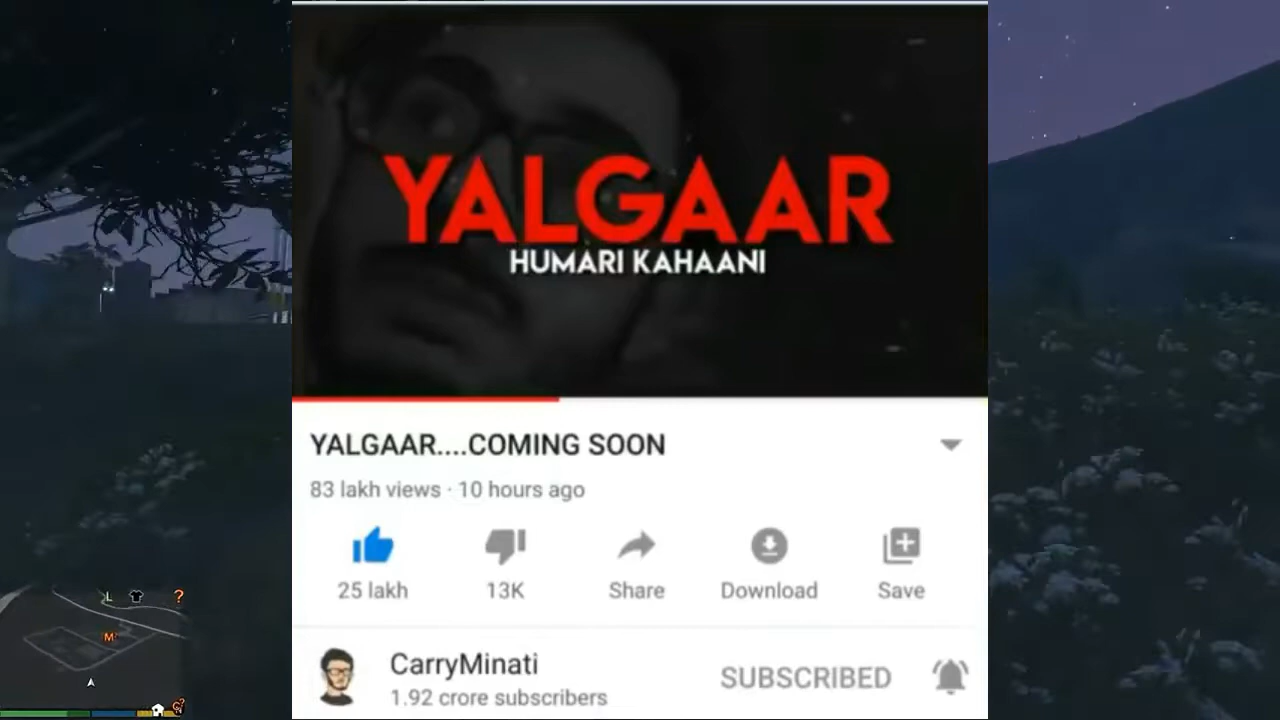 YALGAAR
HUMARI KAHAANI
YALGAAR....COMING SOON
83 lakh views · 10 hours ago
25 lakh
13K
Share
Download
Save
CarryMinati
1.92 crore subscribers
SUBSCRIBED
L
?
M